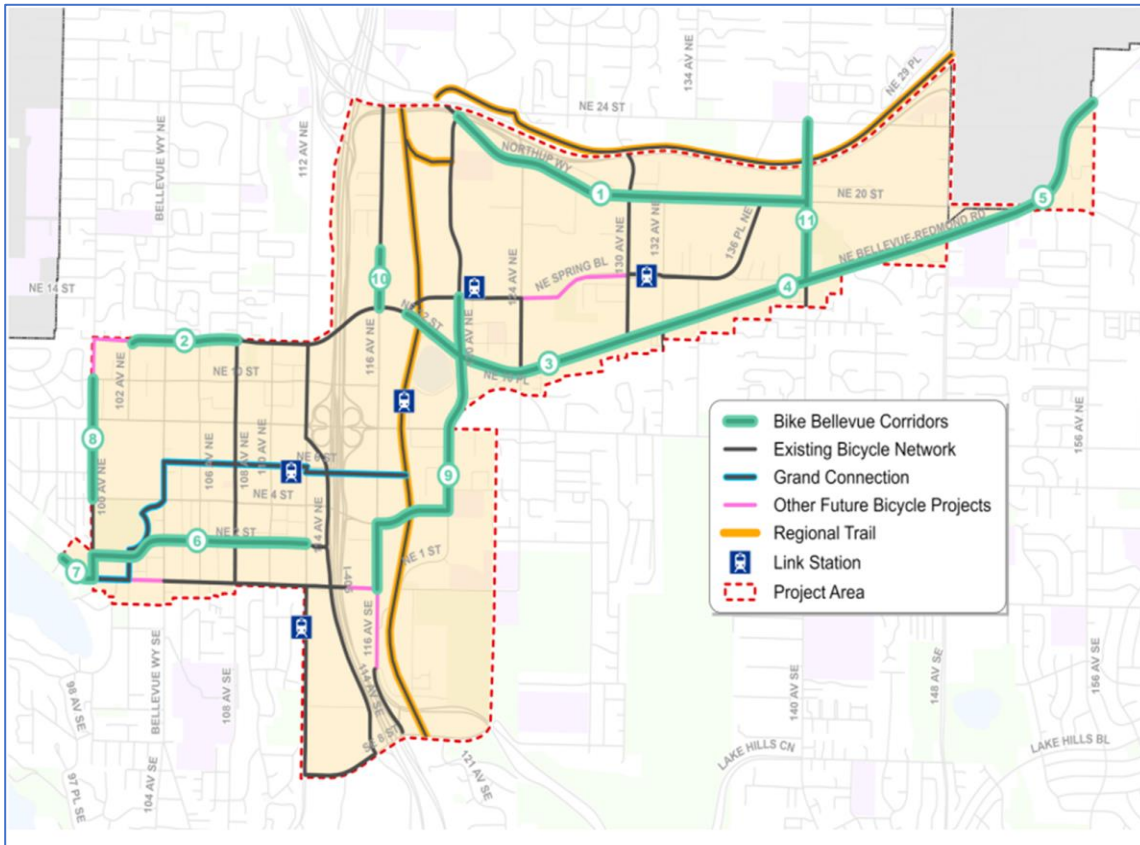 NE 29 PL
134 AV NE
NE 24 ST
BELLEVUE WY NE
112 AV NE
NORTHUP WY
1
NE 20 ST
5
11
130 AV NE
132 AV NE
136 PL NE
NE BELLEVUE-REDMOND RD
NE SPRING BL
10
4
NE 14 ST
124 AV NE
116 AV NE
2
3
102 AV NE
NE 10 ST
8
100 AV NE
106 AV NE
108 AV NE
NE 6 ST
9
NE 4 ST
NE 2 ST
6
114 AV NE
NE 1 ST
7
I-405
116 AV SE
114 AV SE
SE 8 ST
BELLEVUE WY SE
108 AV SE
98 AV SE
97 PL SE
104 AV SE
121 AV SE
140 AV SE
148 AV SE
156 AV NE
156 AV SE
LAKE HILLS CN
LAKE HILLS BL
Bike Bellevue Corridors
Existing Bicycle Network
Grand Connection
Other Future Bicycle Projects
Regional Trail
Link Station
Project Area